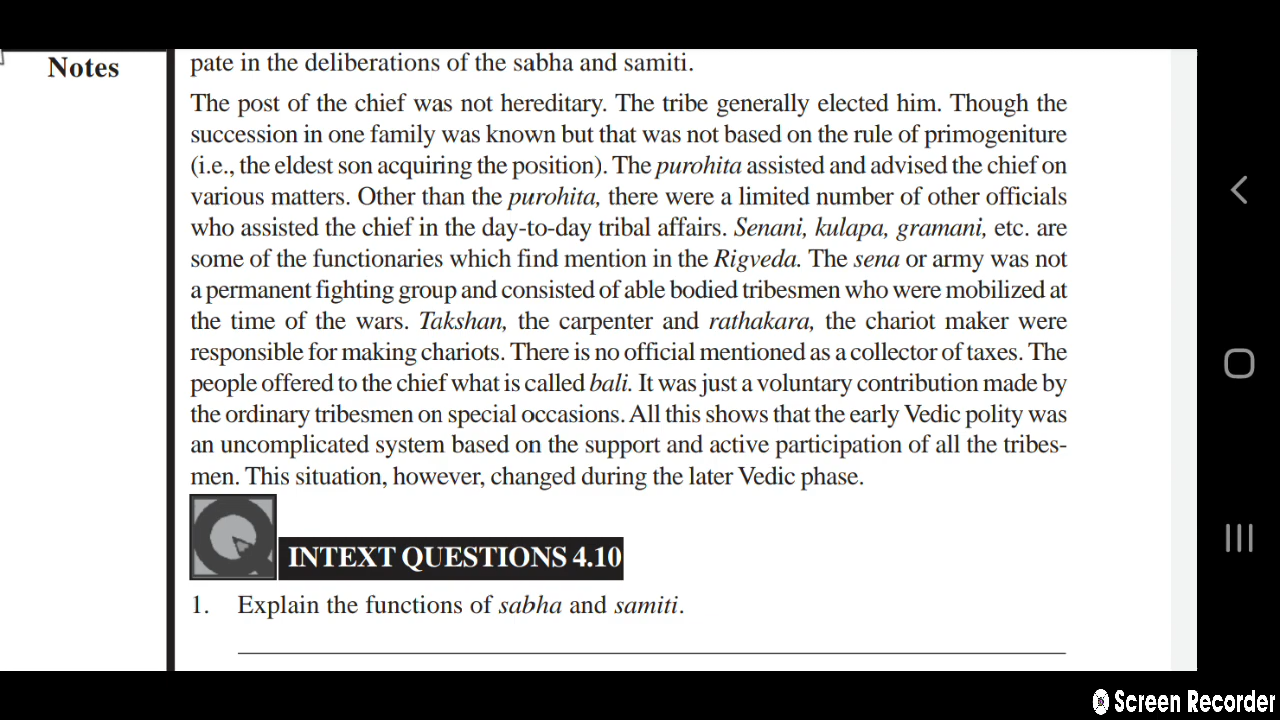 Notes
pate in the deliberations of the sabha and samiti.
The post of the chief was not hereditary. The tribe generally elected him. Though the
succession in one family was known but that was not based on the rule of primogeniture
(i.e., the eldest son acquiring the position). The purohita assisted and advised the chief on
various matters. Other than the purohita, there were a limited number of other officials
who assisted the chief in the day-to-day tribal affairs. Senani, kulapa, gramani, etc. are
some of the functionaries which find mention in the Rigveda. The sena or army was not
a permanent fighting group and consisted of able bodied tribesmen who were mobilized at
the time of the wars. Takshan, the carpenter and rathakara, the chariot maker were
responsible for making chariots. There is no official mentioned as a collector of taxes. The
people offered to the chief what is called bali. It was just a voluntary contribution made by
the ordinary tribesmen on special occasions. All this shows that the early Vedic polity was
an uncomplicated system based on the support and active participation of all the tribes-
men. This situation, however, changed during the later Vedic phase.
INTEXT QUESTIONS 4.10
1. Explain the functions of sabha and samiti.
Screen Recorder